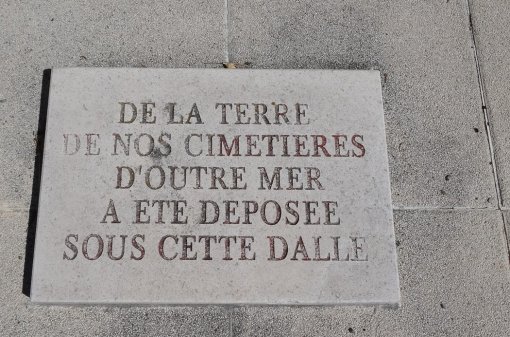 DE LA TERRE
DE NOS CIMETIERES
D'OUTRE MER
A ETE DEPOSEE
SOUS CETTE DALLE